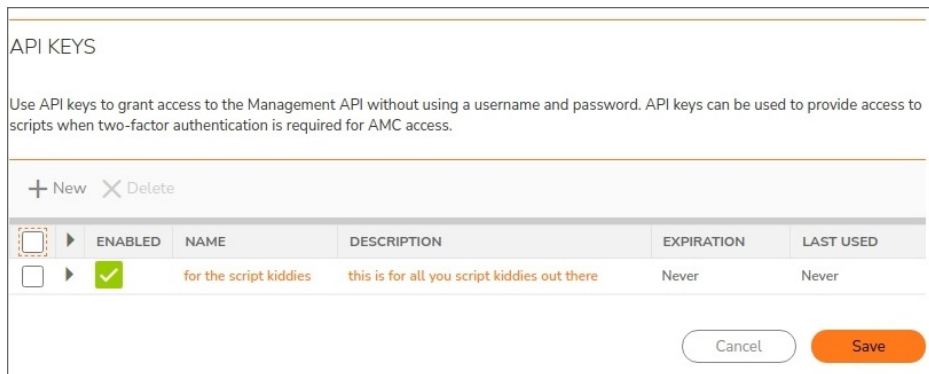 API KEYS
Use API keys to grant access to the Management API without using a username and password. API keys can be used to provide access to
scripts when two-factor authentication is required for AMC access.
New Delete
ENABLED NAME DESCRIPTION EXPIRATION LAST USED
for the script kiddies this is for all you script kiddies out there Never Never
Cancel Save